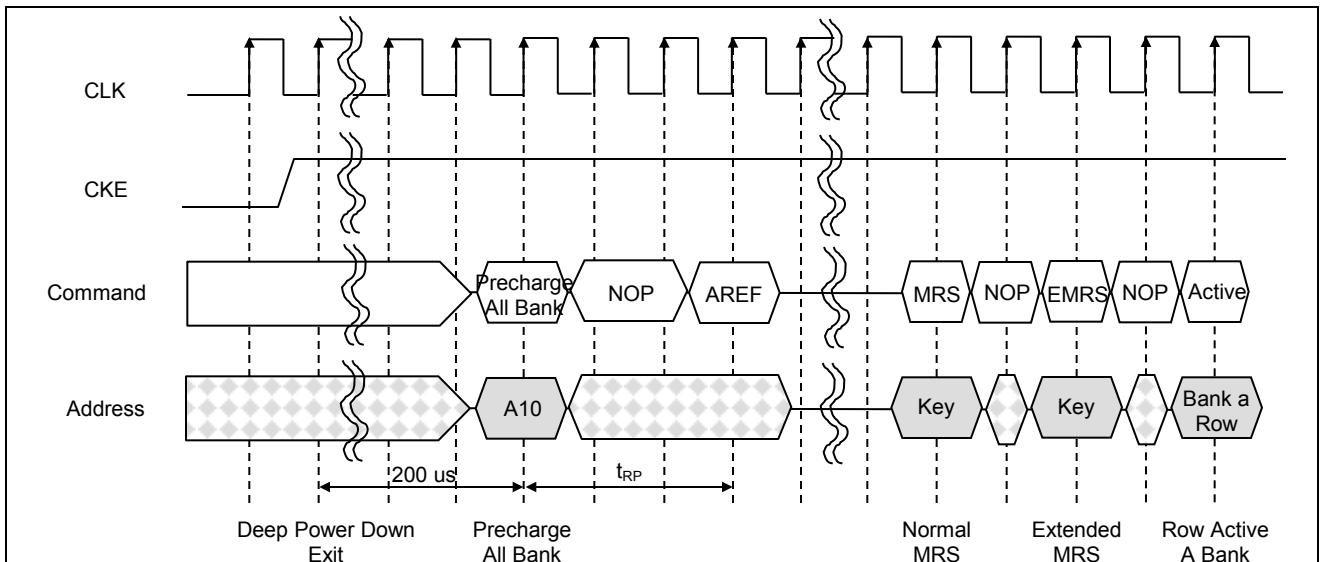 CLK
CKE
Command
Precharge
All Bank
NOP
AREF
MRS
NOP
EMRS
NOP
Active
Address
A10
Key
Key
Bank a
Row
200 us
tRP
Deep Power Down
Exit
Precharge
All Bank
Normal
MRS
Extended
MRS
Row Active
A Bank